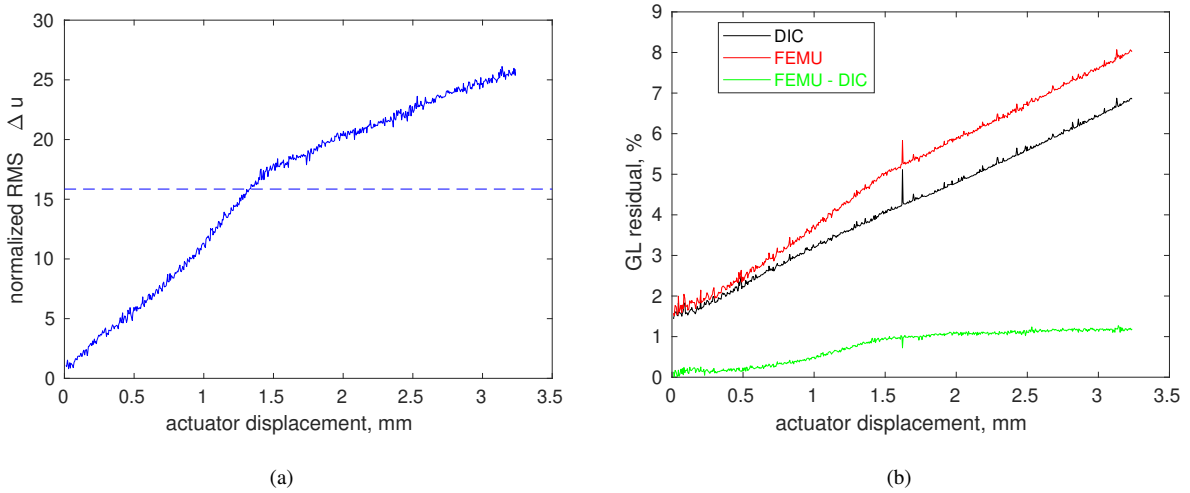 30
25
20
15
10
5
0
normalized RMS Δ u
0 0.5 1 1.5 2 2.5 3 3.5
actuator displacement, mm
(a)
9
8
7
6
5
4
3
2
1
0
GL residual, %
DIC
FEMU
FEMU - DIC
0 0.5 1 1.5 2 2.5 3 3.5
actuator displacement, mm
(b)